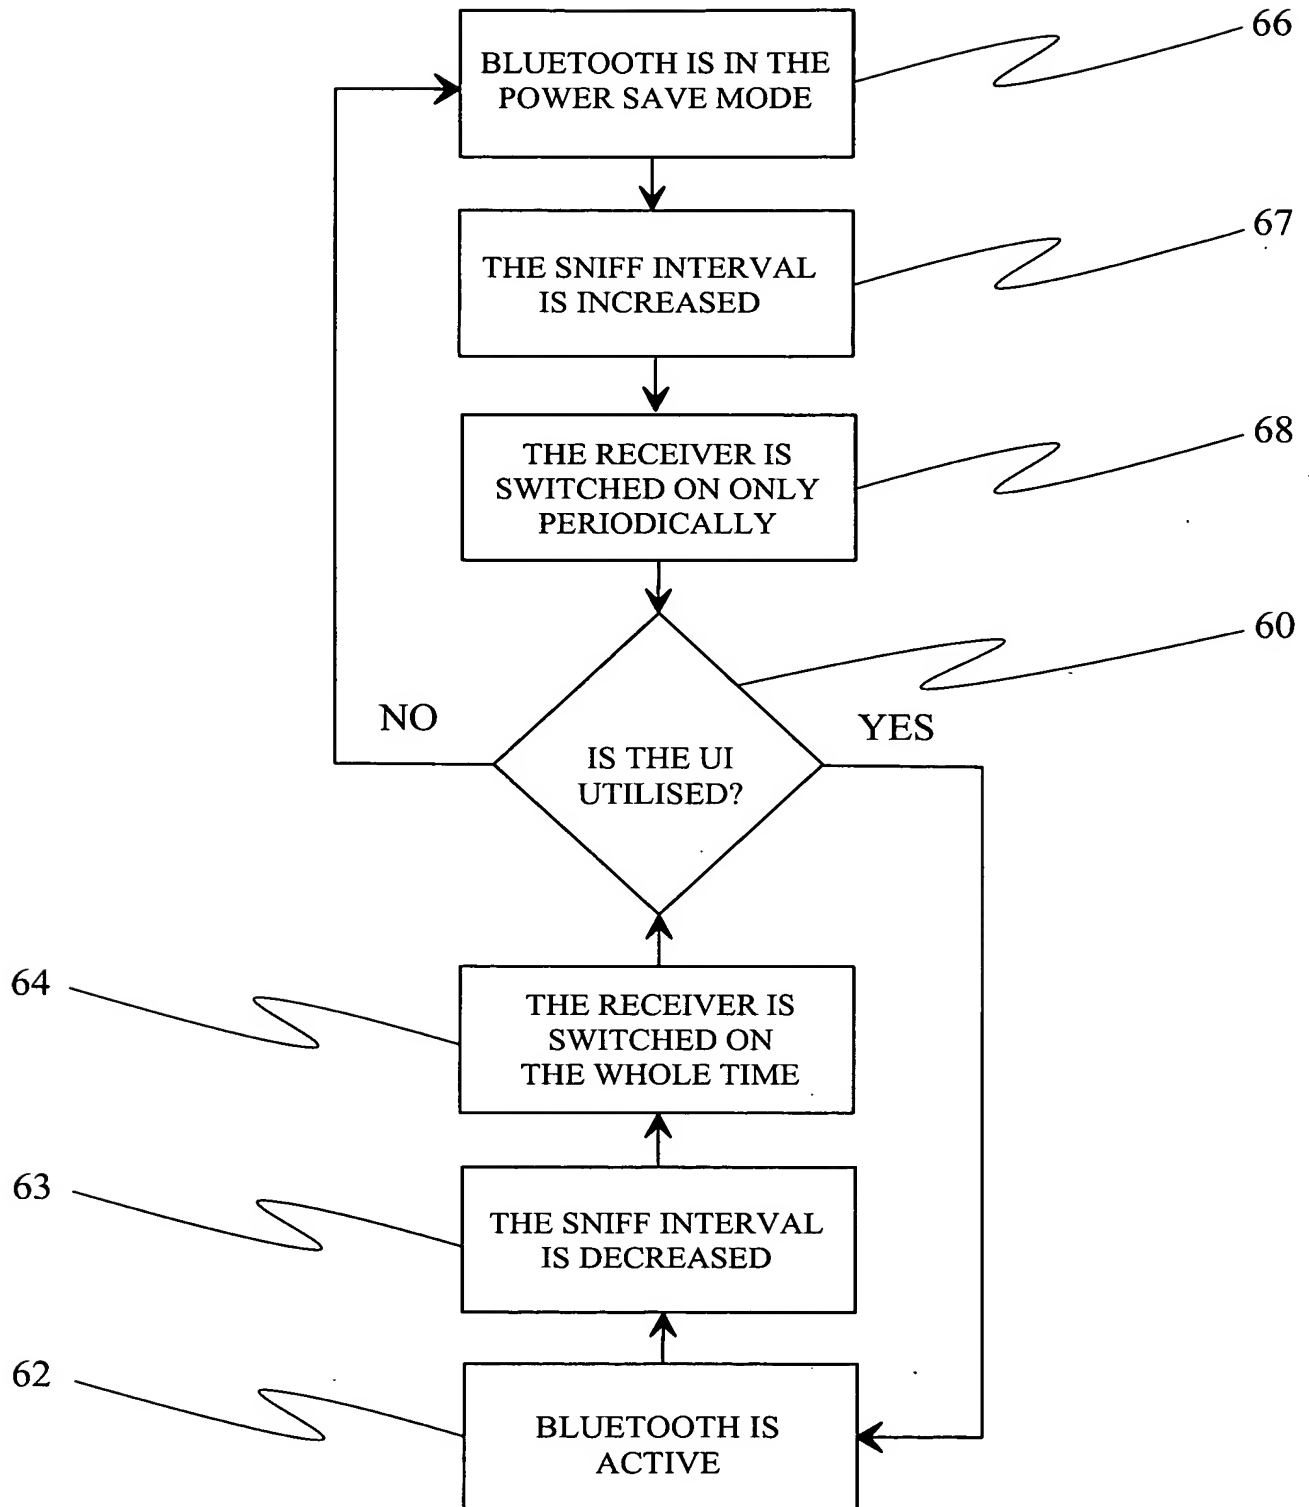 66
BLUETOOTH IS IN THE
POWER SAVE MODE
67
THE SNIFF INTERVAL
IS INCREASED
68
THE RECEIVER IS
SWITCHED ON ONLY
PERIODICALLY
60
NO
YES
IS THE UI
UTILISED?
64
THE RECEIVER IS
SWITCHED ON
THE WHOLE TIME
63
THE SNIFF INTERVAL
IS DECREASED
62
BLUETOOTH IS
ACTIVE